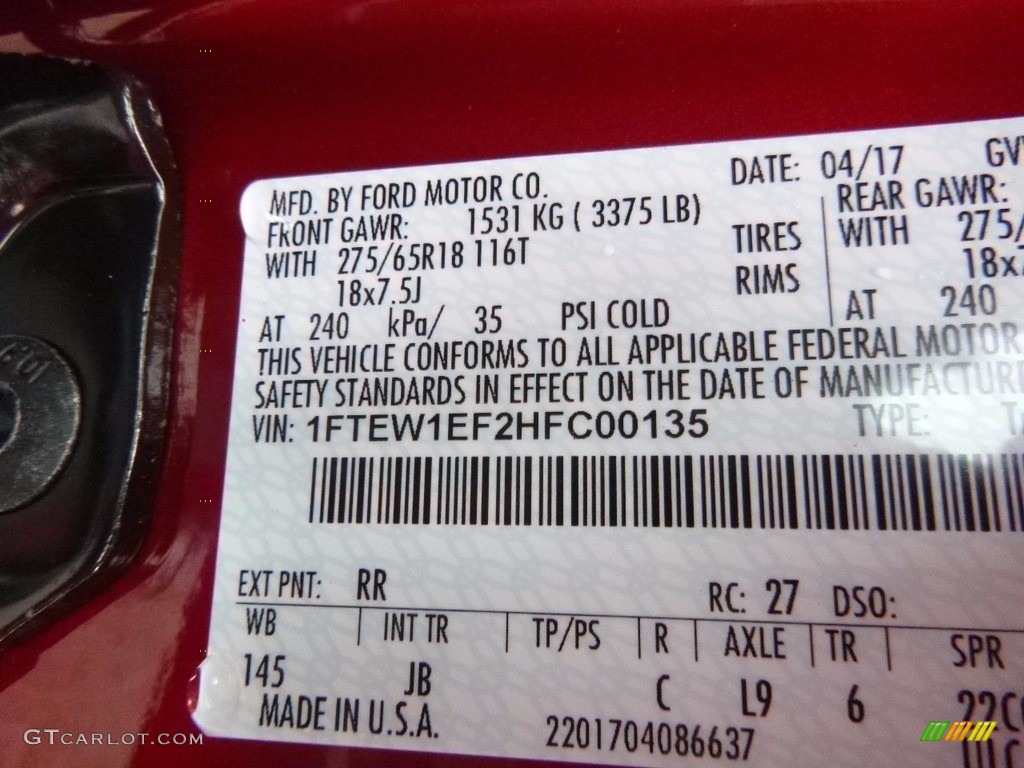 MFD. BY FORD MOTOR CO.
DATE: 04/17
FRONT GAWR: 1531 KG ( 3375 LB)
REAR GAWR:
WITH 275/65R18 116T TIRES WITH 275/
18x7.5J RIMS
AT 240 kPa/ 35 PSI COLD AT 240
THIS VEHICLE CONFORMS TO ALL APPLICABLE FEDERAL MOTOR
SAFETY STANDARDS IN EFFECT ON THE DATE OF
VIN: 1FTEW1EF2HFC00135 TYPE:
EXT PNT: RR RC: 27 DSO:
WB INT TR TP/PS R AXLE TR SPR
145 JB C L9 6
MADE IN U.S.A. 2201704086637
GTCARLOT.COM